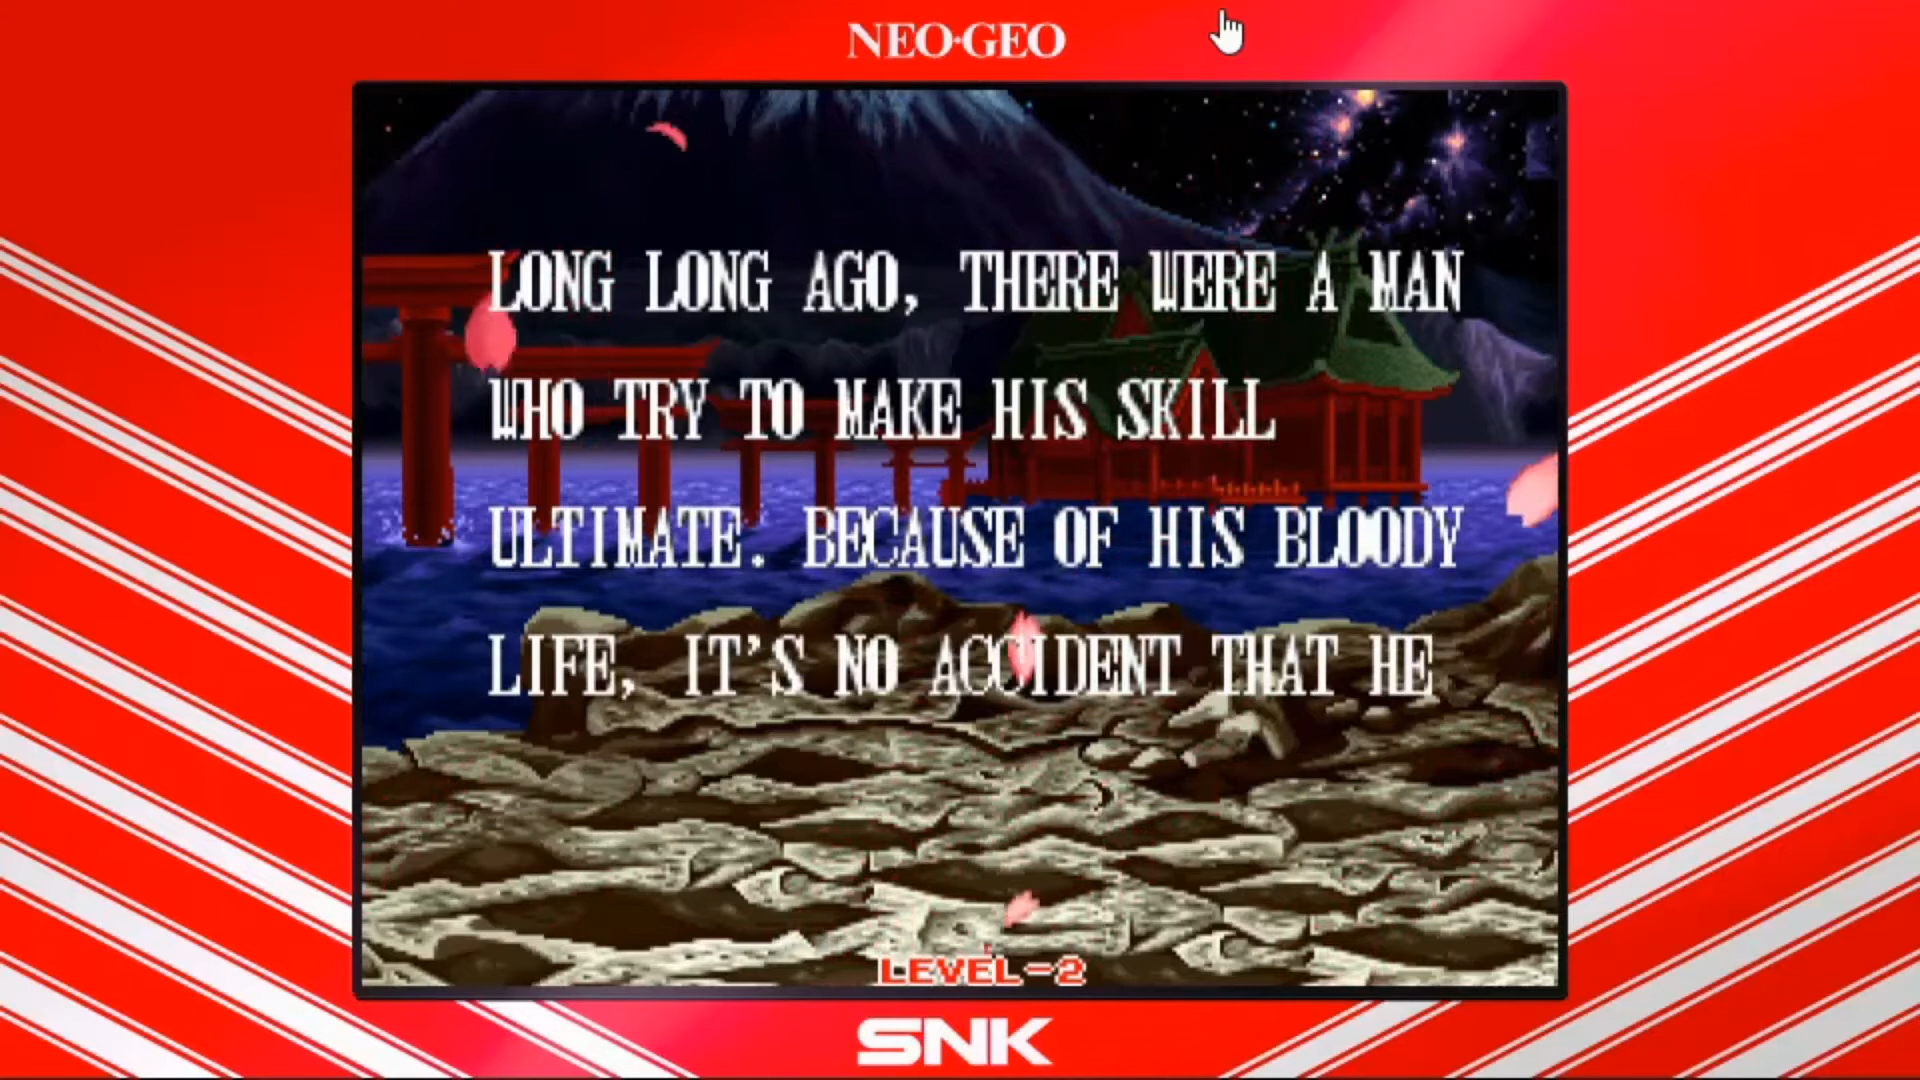 NEO·GEO
LONG LONG AGO, THERE WERE A MAN
WHO TRY TO MAKE HIS SKILL
ULTIMATE. BECAUSE OF HIS BLOODY
LIFE, IT'S NO ACCIDENT THAT HE
LEVEL-2
SNK